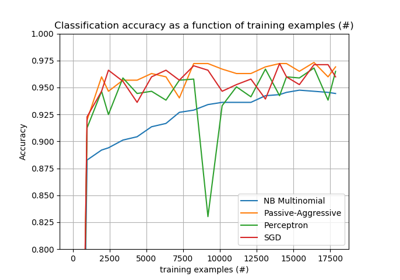 Classification accuracy as a function of training examples (#)
1.000
0.975
0.950
0.925
0.900
0.875
0.850
0.825
0.800
Accuracy
NB Multinomial
Passive-Aggressive
Perceptron
SGD
0 2500 5000 7500 10000 12500 15000 17500
training examples (#)